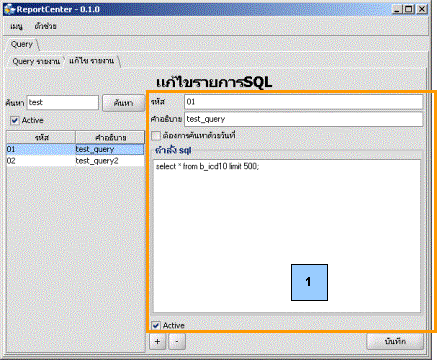 ReportCenter - 0.1.0
เมนู ตัวช่วย
Query
Query รายงาน แก้ไข รายงาน
แก้ไขรายการSQL
ค้นหา test ค้นหา
Active
รหัส คำอธิบาย
01 test_query
02 test_query2
รหัส 01
คำอธิบาย test_query
ต้องการค้นหาด้วยวันที่
คำสั่ง sql
select * from b_icd10 limit 500;
1
Active
+ - บันทึก